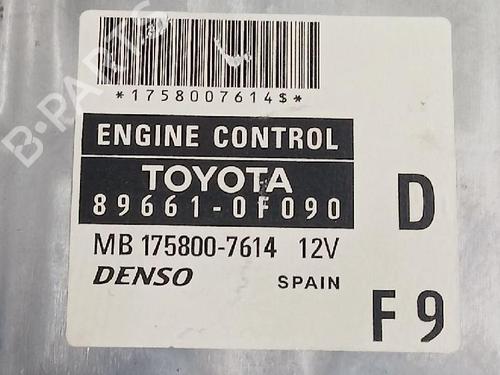 B-PARTS
*1758007614$*
ENGINE CONTROL
TOYOTA
89661-0F090
D
MB 175800-7614 12V
DENSO SPAIN
F9